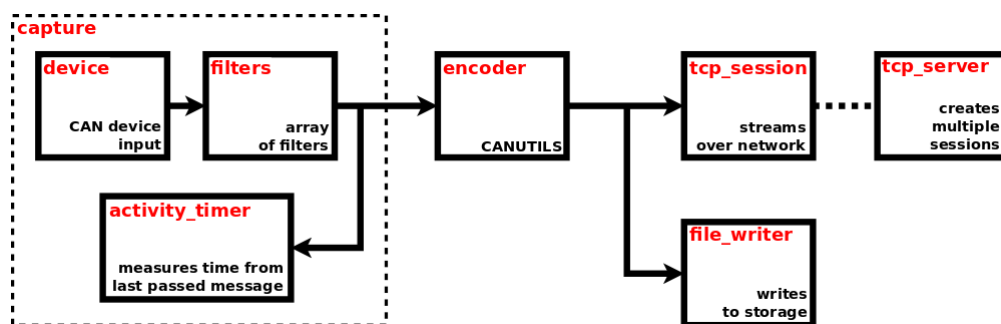 capture
device
CAN device
input
filters
array
of filters
activity_timer
measures time from
last passed message
encoder
CANUTILS
tcp_session
streams
over network
tcp_server
creates
multiple
sessions
file_writer
writes
to storage